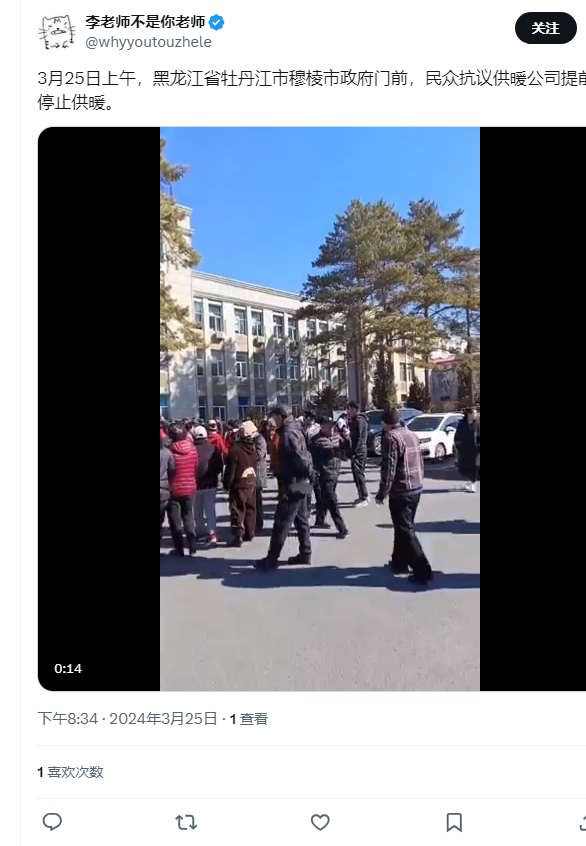 李老师不是你老师
关注
@whyyoutouzhele
3月25日上午，黑龙江省牡丹江市穆棱市政府门前，民众抗议供暖公司提前
停止供暖。
0:14
下午8:34 · 2024年3月25日 · 1 查看
1 喜欢次数